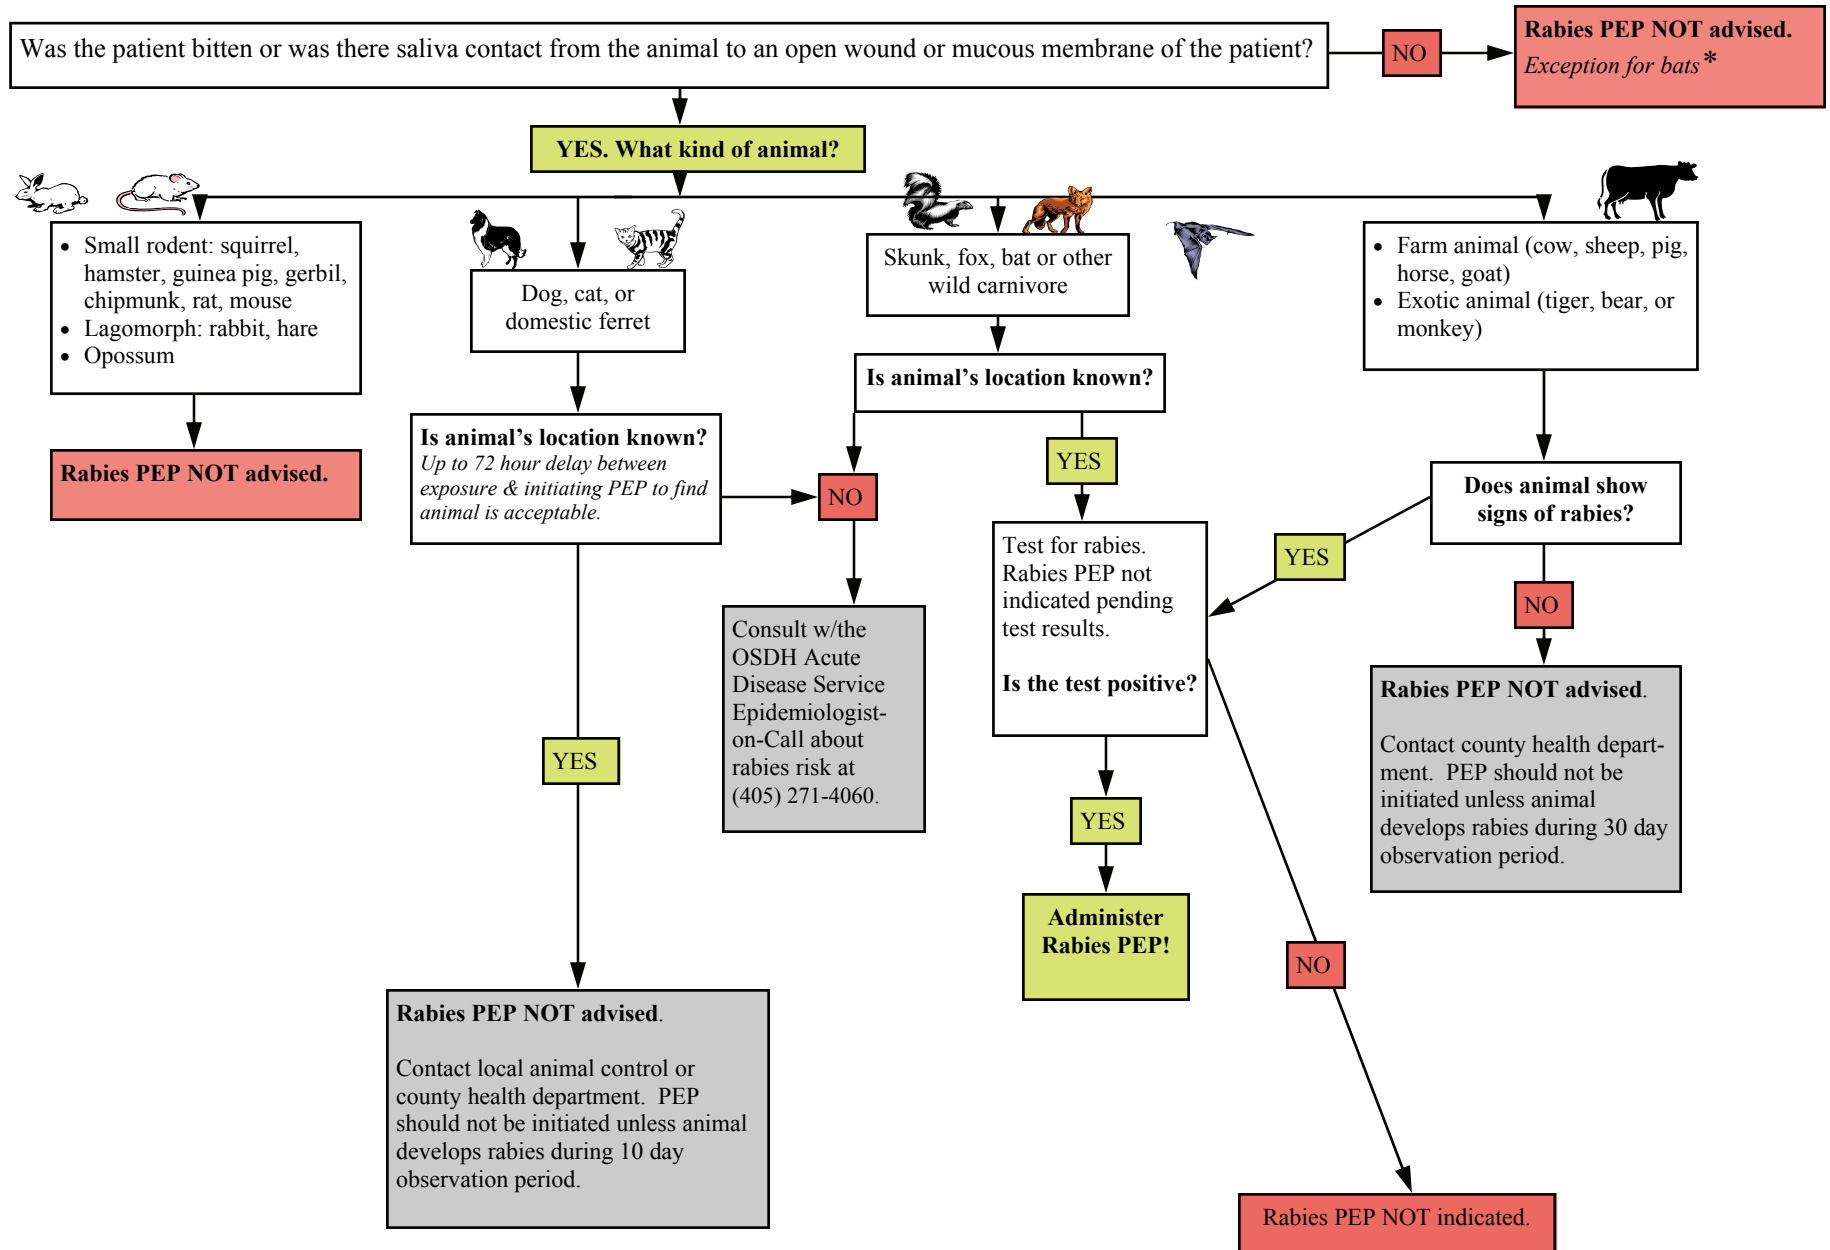 Was the patient bitten or was there saliva contact from the animal to an open wound or mucous membrane of the patient?
NO
Rabies PEP NOT advised.
Exception for bats*
YES. What kind of animal?
• Small rodent: squirrel,
hamster, guinea pig, gerbil,
chipmunk, rat, mouse
• Lagomorph: rabbit, hare
• Opossum
Rabies PEP NOT advised.
Dog, cat, or
domestic ferret
Is animal's location known?
Up to 72 hour delay between
exposure & initiating PEP to find
animal is acceptable.
YES
Rabies PEP NOT advised.
Contact local animal control or
county health department.  PEP
should not be initiated unless animal
develops rabies during 10 day
observation period.
Skunk, fox, bat or other
wild carnivore
Is animal's location known?
NO
Consult w/the
OSDH Acute
Disease Service
Epidemiologist-
on-Call about
rabies risk at
(405) 271-4060.
YES
Test for rabies.
Rabies PEP not
indicated pending
test results.
Is the test positive?
YES
Administer
Rabies PEP!
NO
Rabies PEP NOT indicated.
• Farm animal (cow, sheep, pig,
horse, goat)
• Exotic animal (tiger, bear, or
monkey)
Does animal show
signs of rabies?
YES
NO
Rabies PEP NOT advised.
Contact county health depart-
ment.  PEP should not be
initiated unless animal
develops rabies during 30 day
observation period.